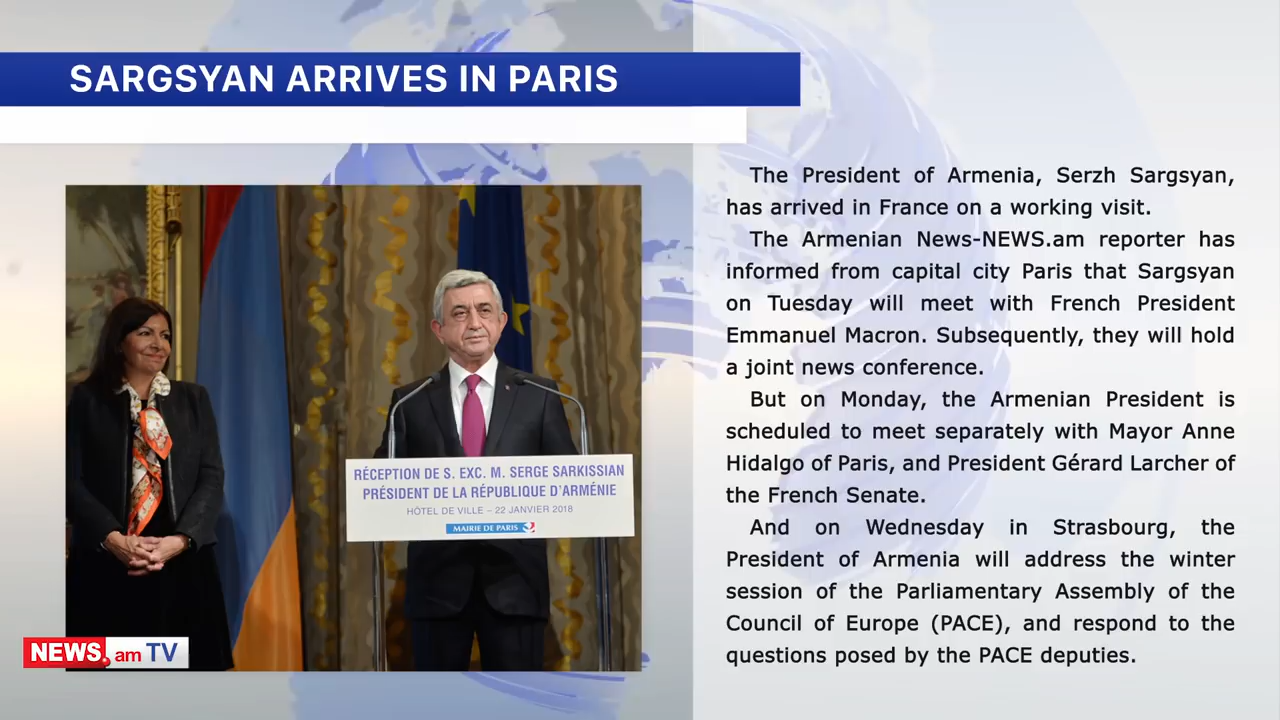 SARGSYAN ARRIVES IN PARIS
The President of Armenia, Serzh Sargsyan,
has arrived in France on a working visit.
The Armenian News-NEWS.am reporter has
informed from capital city Paris that Sargsyan
on Tuesday will meet with French President
Emmanuel Macron. Subsequently, they will hold
a joint news conference.
But on Monday, the Armenian President is
scheduled to meet separately with Mayor Anne
Hidalgo of Paris, and President Gérard Larcher of
the French Senate.
And on Wednesday in Strasbourg, the
President of Armenia will address the winter
session of the Parliamentary Assembly of the
Council of Europe (PACE), and respond to the
questions posed by the PACE deputies.
RÉCEPTION DE S. EXC. M. SERGE SARKISSIAN
PRÉSIDENT DE LA RÉPUBLIQUE D'ARMÉNIE
HÔTEL DE VILLE – 22 JANVIER 2018
MAIRIE DE PARIS
NEWS.am TV